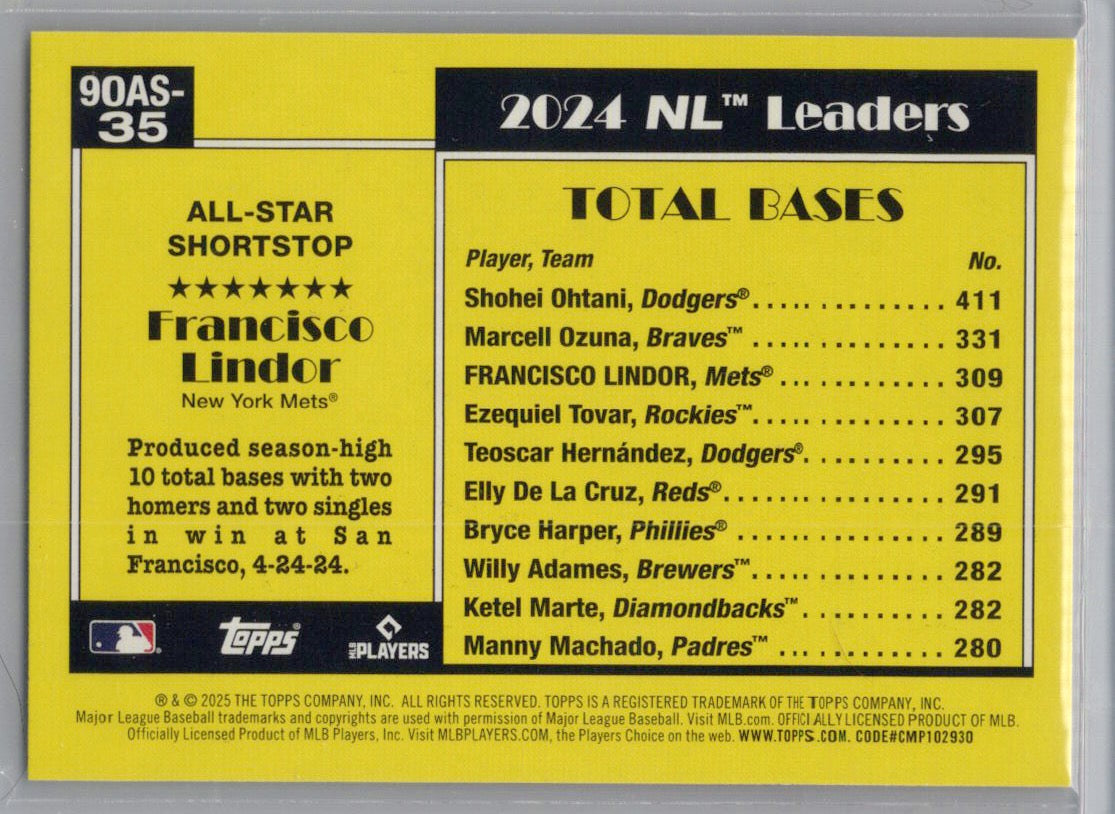 90AS-
35
ALL-STAR
SHORTSTOP
★★★★★★★
Francisco
Lindor
New York Mets®
Produced season-high
10 total bases with two
homers and two singles
in win at San
Francisco, 4-24-24.
topps®
MLB PLAYERS
2024 NL™ Leaders
TOTAL BASES
Player, Team No.
Shohei Ohtani, Dodgers®..... .......... 411
Marcell Ozuna, Braves™ ..... .......... 331
FRANCISCO LINDOR, Mets® ... .......... 309
Ezequiel Tovar, Rockies™..... .......... 307
Teoscar Hernández, Dodgers®. .......... 295
Elly De La Cruz, Reds®....... .......... 291
Bryce Harper, Phillies® ..... .......... 289
Willy Adames, Brewers™..... .......... 282
Ketel Marte, Diamondbacks™. .......... 282
Manny Machado, Padres™ ... .......... 280
® & © 2025 THE TOPPS COMPANY, INC. ALL RIGHTS RESERVED. TOPPS IS A REGISTERED TRADEMARK OF THE TOPPS COMPANY, INC.
Major League Baseball trademarks and copyrights are used with permission of Major League Baseball. Visit MLB.com. OFFICIALLY LICENSED PRODUCT OF MLB.
Officially Licensed Product of MLB Players, Inc. Visit MLBPLAYERS.COM, the Players Choice on the web. WWW.TOPPS.COM. CODE#CMP102930